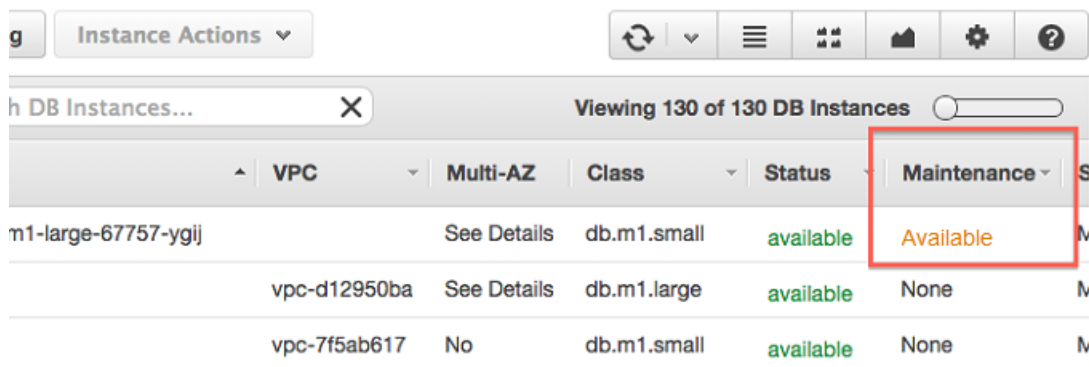 g Instance Actions
h DB Instances... Viewing 130 of 130 DB Instances
VPC Multi-AZ Class Status Maintenance S
m1-large-67757-ygij See Details db.m1.small available Available M
vpc-d12950ba See Details db.m1.large available None M
vpc-7f5ab617 No db.m1.small available None M